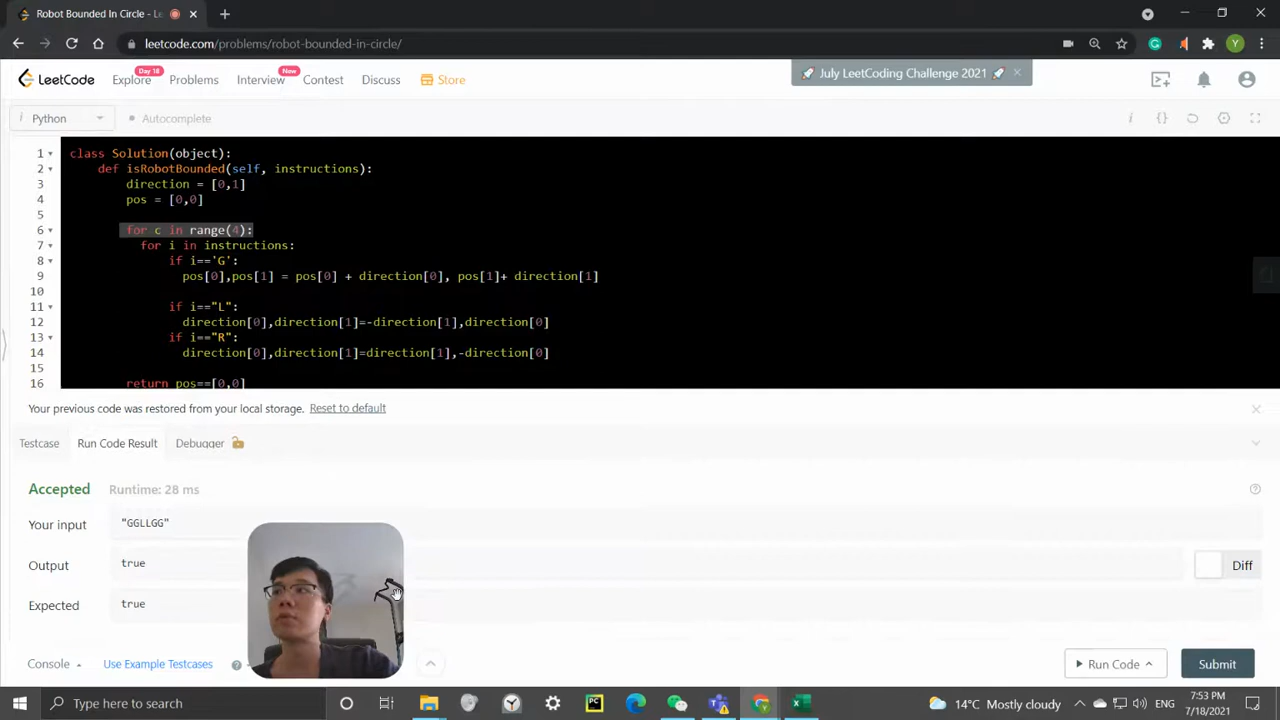 Robot Bounded In Circle - Le
leetcode.com/problems/robot-bounded-in-circle/
Y
LeetCode
Explore
Day 18
Problems
Interview
New
Contest
Discuss
Store
July LeetCoding Challenge 2021
i Python
Autocomplete
1 class Solution(object):
2 def isRobotBounded(self, instructions):
3 direction = [0,1]
4 pos = [0,0]
5
6 for c in range(4):
7 for i in instructions:
8 if i=='G':
9 pos[0],pos[1] = pos[0] + direction[0], pos[1]+ direction[1]
10
11 if i=="L":
12 direction[0],direction[1]=-direction[1],direction[0]
13 if i=="R":
14 direction[0],direction[1]=direction[1],-direction[0]
15
16 return pos==[0,0]
Your previous code was restored from your local storage. Reset to default
Testcase
Run Code Result
Debugger
Accepted
Runtime: 28 ms
Your input
"GGLLGG"
Output
true
Diff
Expected
true
Console
Use Example Testcases
Run Code
Submit
Type here to search
PC
14°C Mostly cloudy
ENG
7:53 PM
7/18/2021